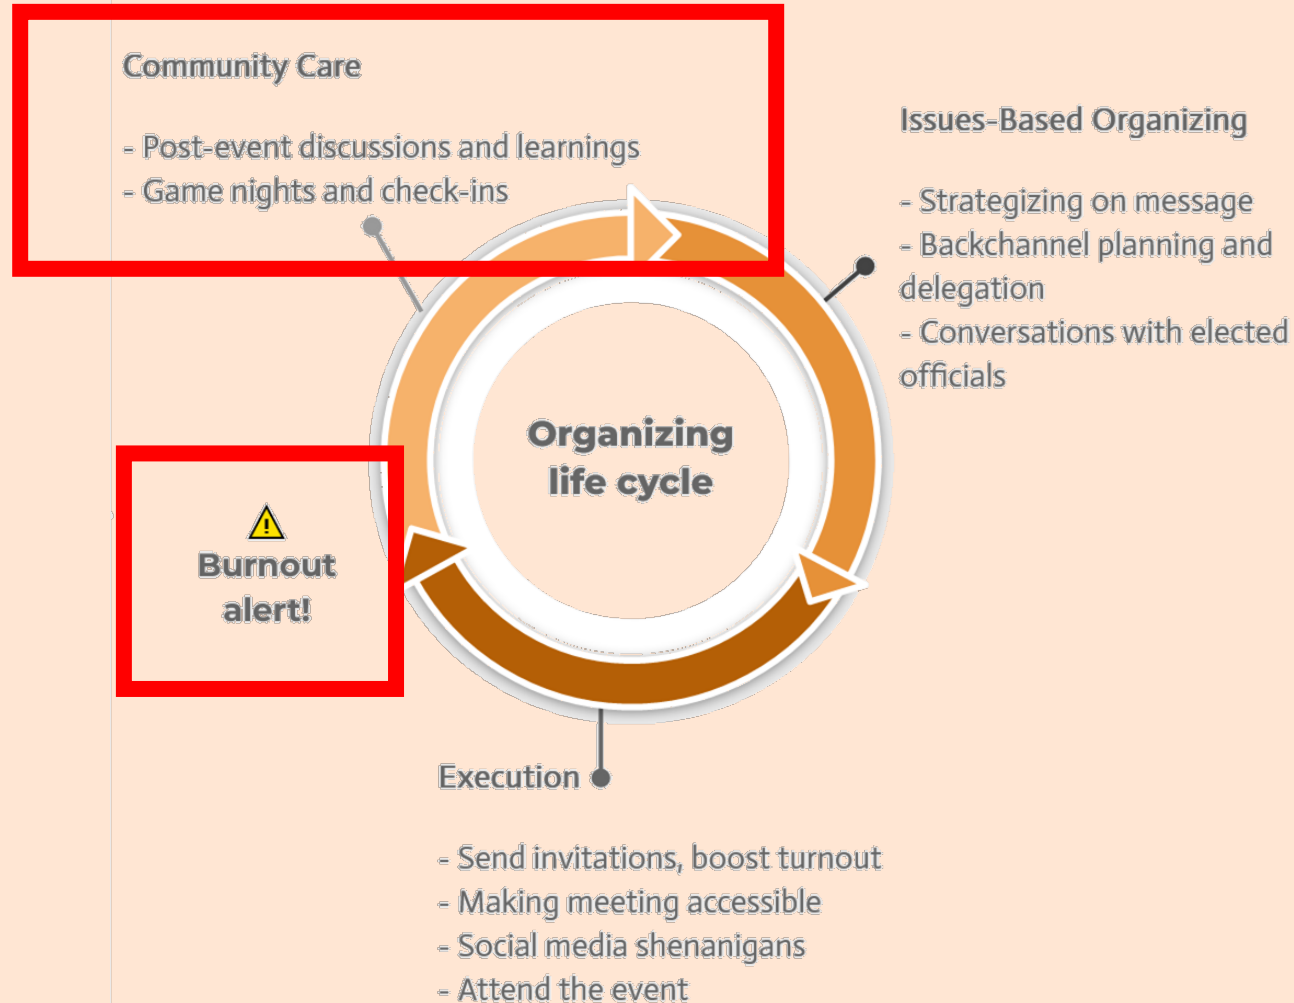 Community Care
- Post-event discussions and learnings
- Game nights and check-ins
Issues-Based Organizing
- Strategizing on message
- Backchannel planning and
delegation
- Conversations with elected
officials
Organizing
life cycle
Burnout
alert!
Execution
- Send invitations, boost turnout
- Making meeting accessible
- Social media shenanigans
- Attend the event